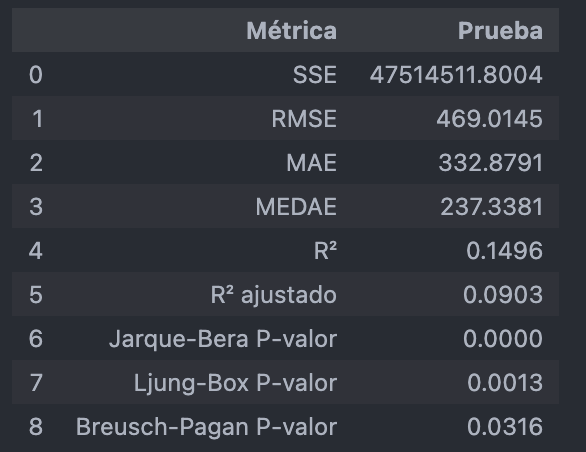 Métrica Prueba
0 SSE 47514511.8004
1 RMSE 469.0145
2 MAE 332.8791
3 MEDAE 237.3381
4 R² 0.1496
5 R² ajustado 0.0903
6 Jarque-Bera P-valor 0.0000
7 Ljung-Box P-valor 0.0013
8 Breusch-Pagan P-valor 0.0316